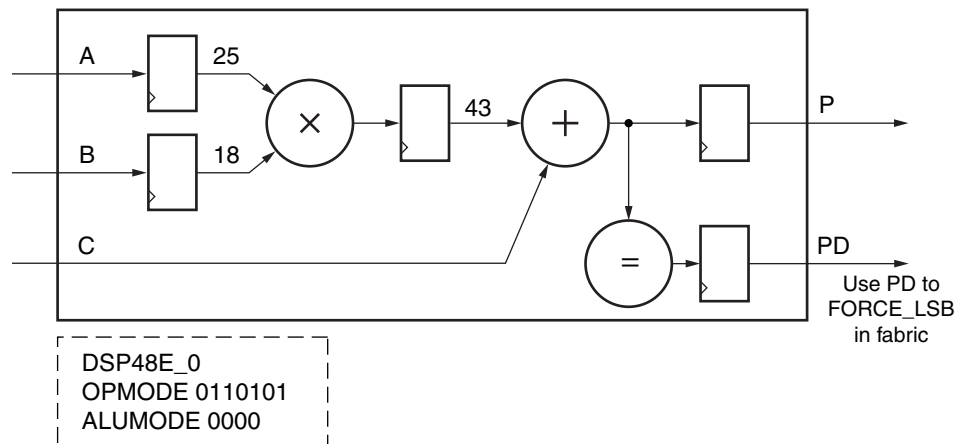 A
25
×
43
+
P
B
18
C
=
PD
Use PD to
FORCE_LSB
in fabric
DSP48E_0
OPMODE 0110101
ALUMODE 0000